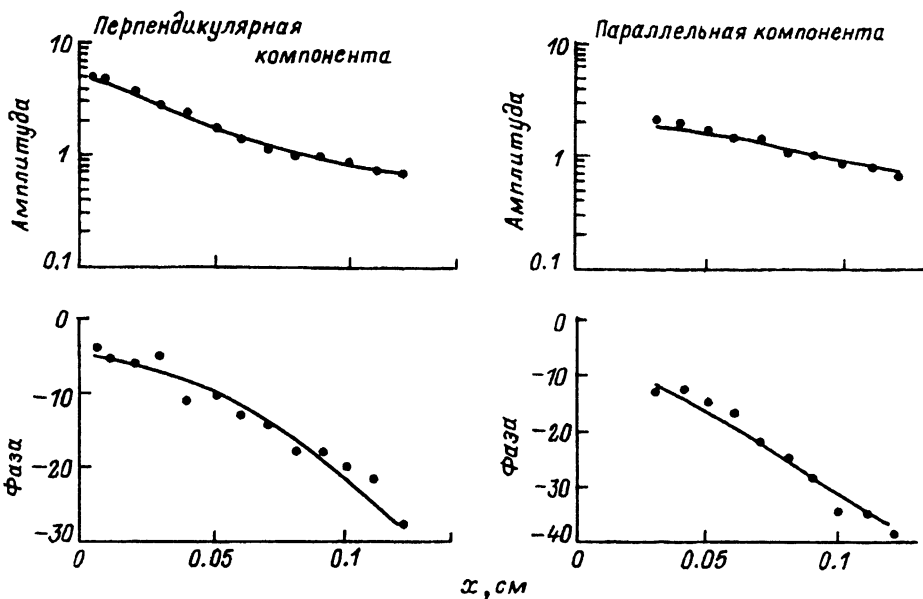 Перпендикулярная
компонента
Параллельная компонента
Амплитуда
10
1
0.1
Амплитуда
10
1
0.1
Фаза
0
-10
-20
-30
0
0.05
0.1
Фаза
0
-10
-20
-30
-40
0
0.05
0.1
x, см